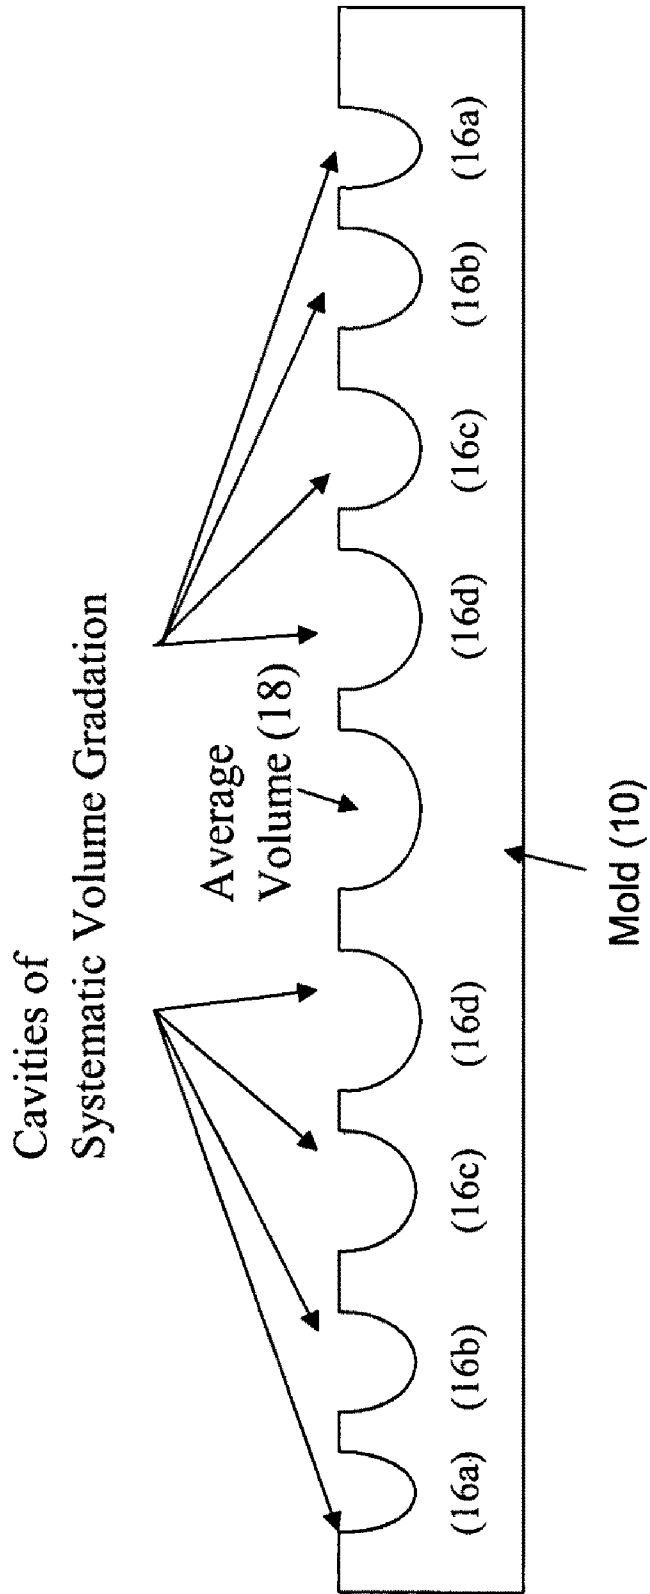 Cavities of
Systematic Volume Gradation
Average
Volume (18)
(16a)
(16b)
(16c)
(16d)
(16d)
(16c)
(16b)
(16a)
Mold (10)